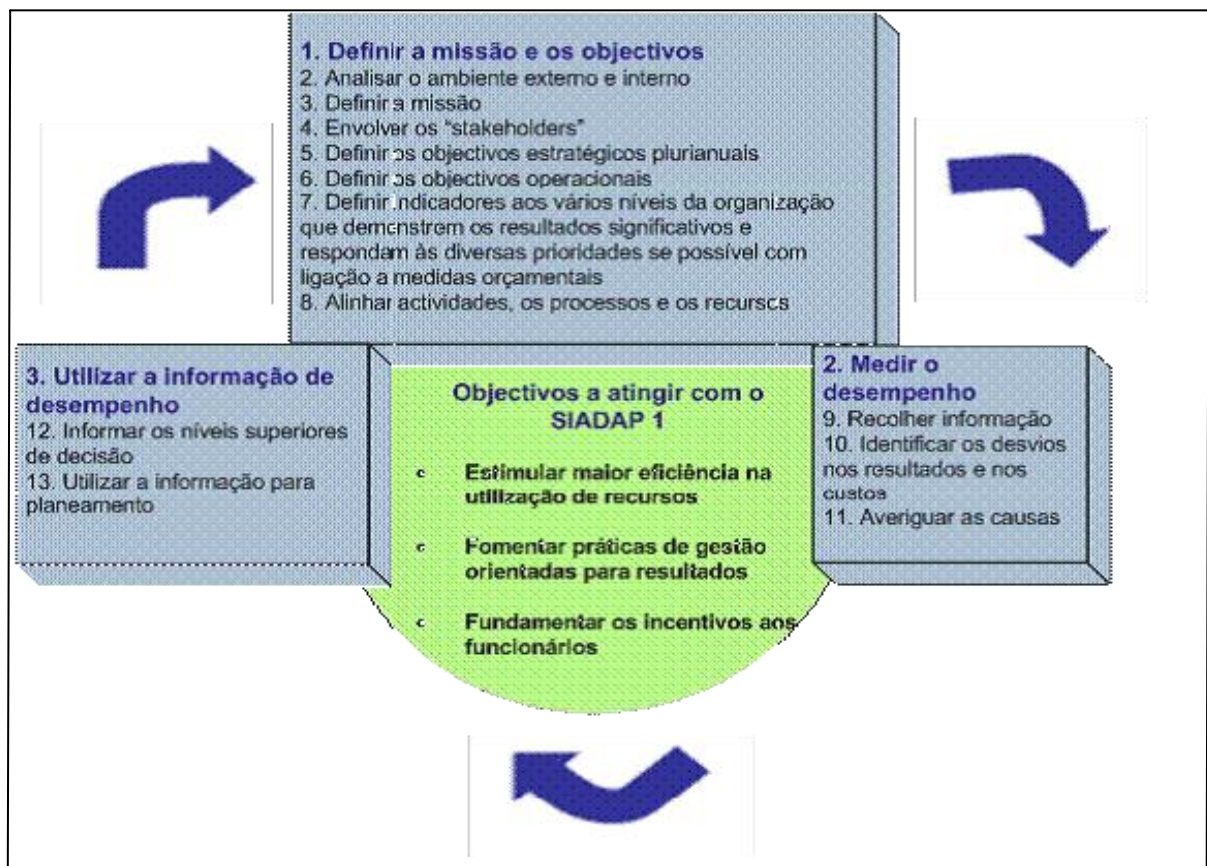 1. Definir a missão e os objectivos
2. Analisar o ambiente externo e interno
3. Definir a missão
4. Envolver os “stakeholders”
5. Definir os objectivos estratégicos plurianuais
6. Definir os objectivos operacionais
7. Definir indicadores aos vários níveis da organização
que demonstrem os resultados significativos e
respondam às diversas prioridades se possível com
ligação a medidas orçamentais
8. Alinhar actividades, os processos e os recursos
2. Medir o
desempenho
9. Recolher informação
10. Identificar os desvios
nos resultados e nos
custos
11. Averiguar as causas
3. Utilizar a informação de
desempenho
12. Informar os níveis superiores
de decisão
13. Utilizar a informação para
planeamento
Objectivos a atingir com o
SIADAP 1
Estimular maior eficiência na
utilização de recursos
Fomentar práticas de gestão
orientadas para resultados
Fundamentar os incentivos aos
funcionários